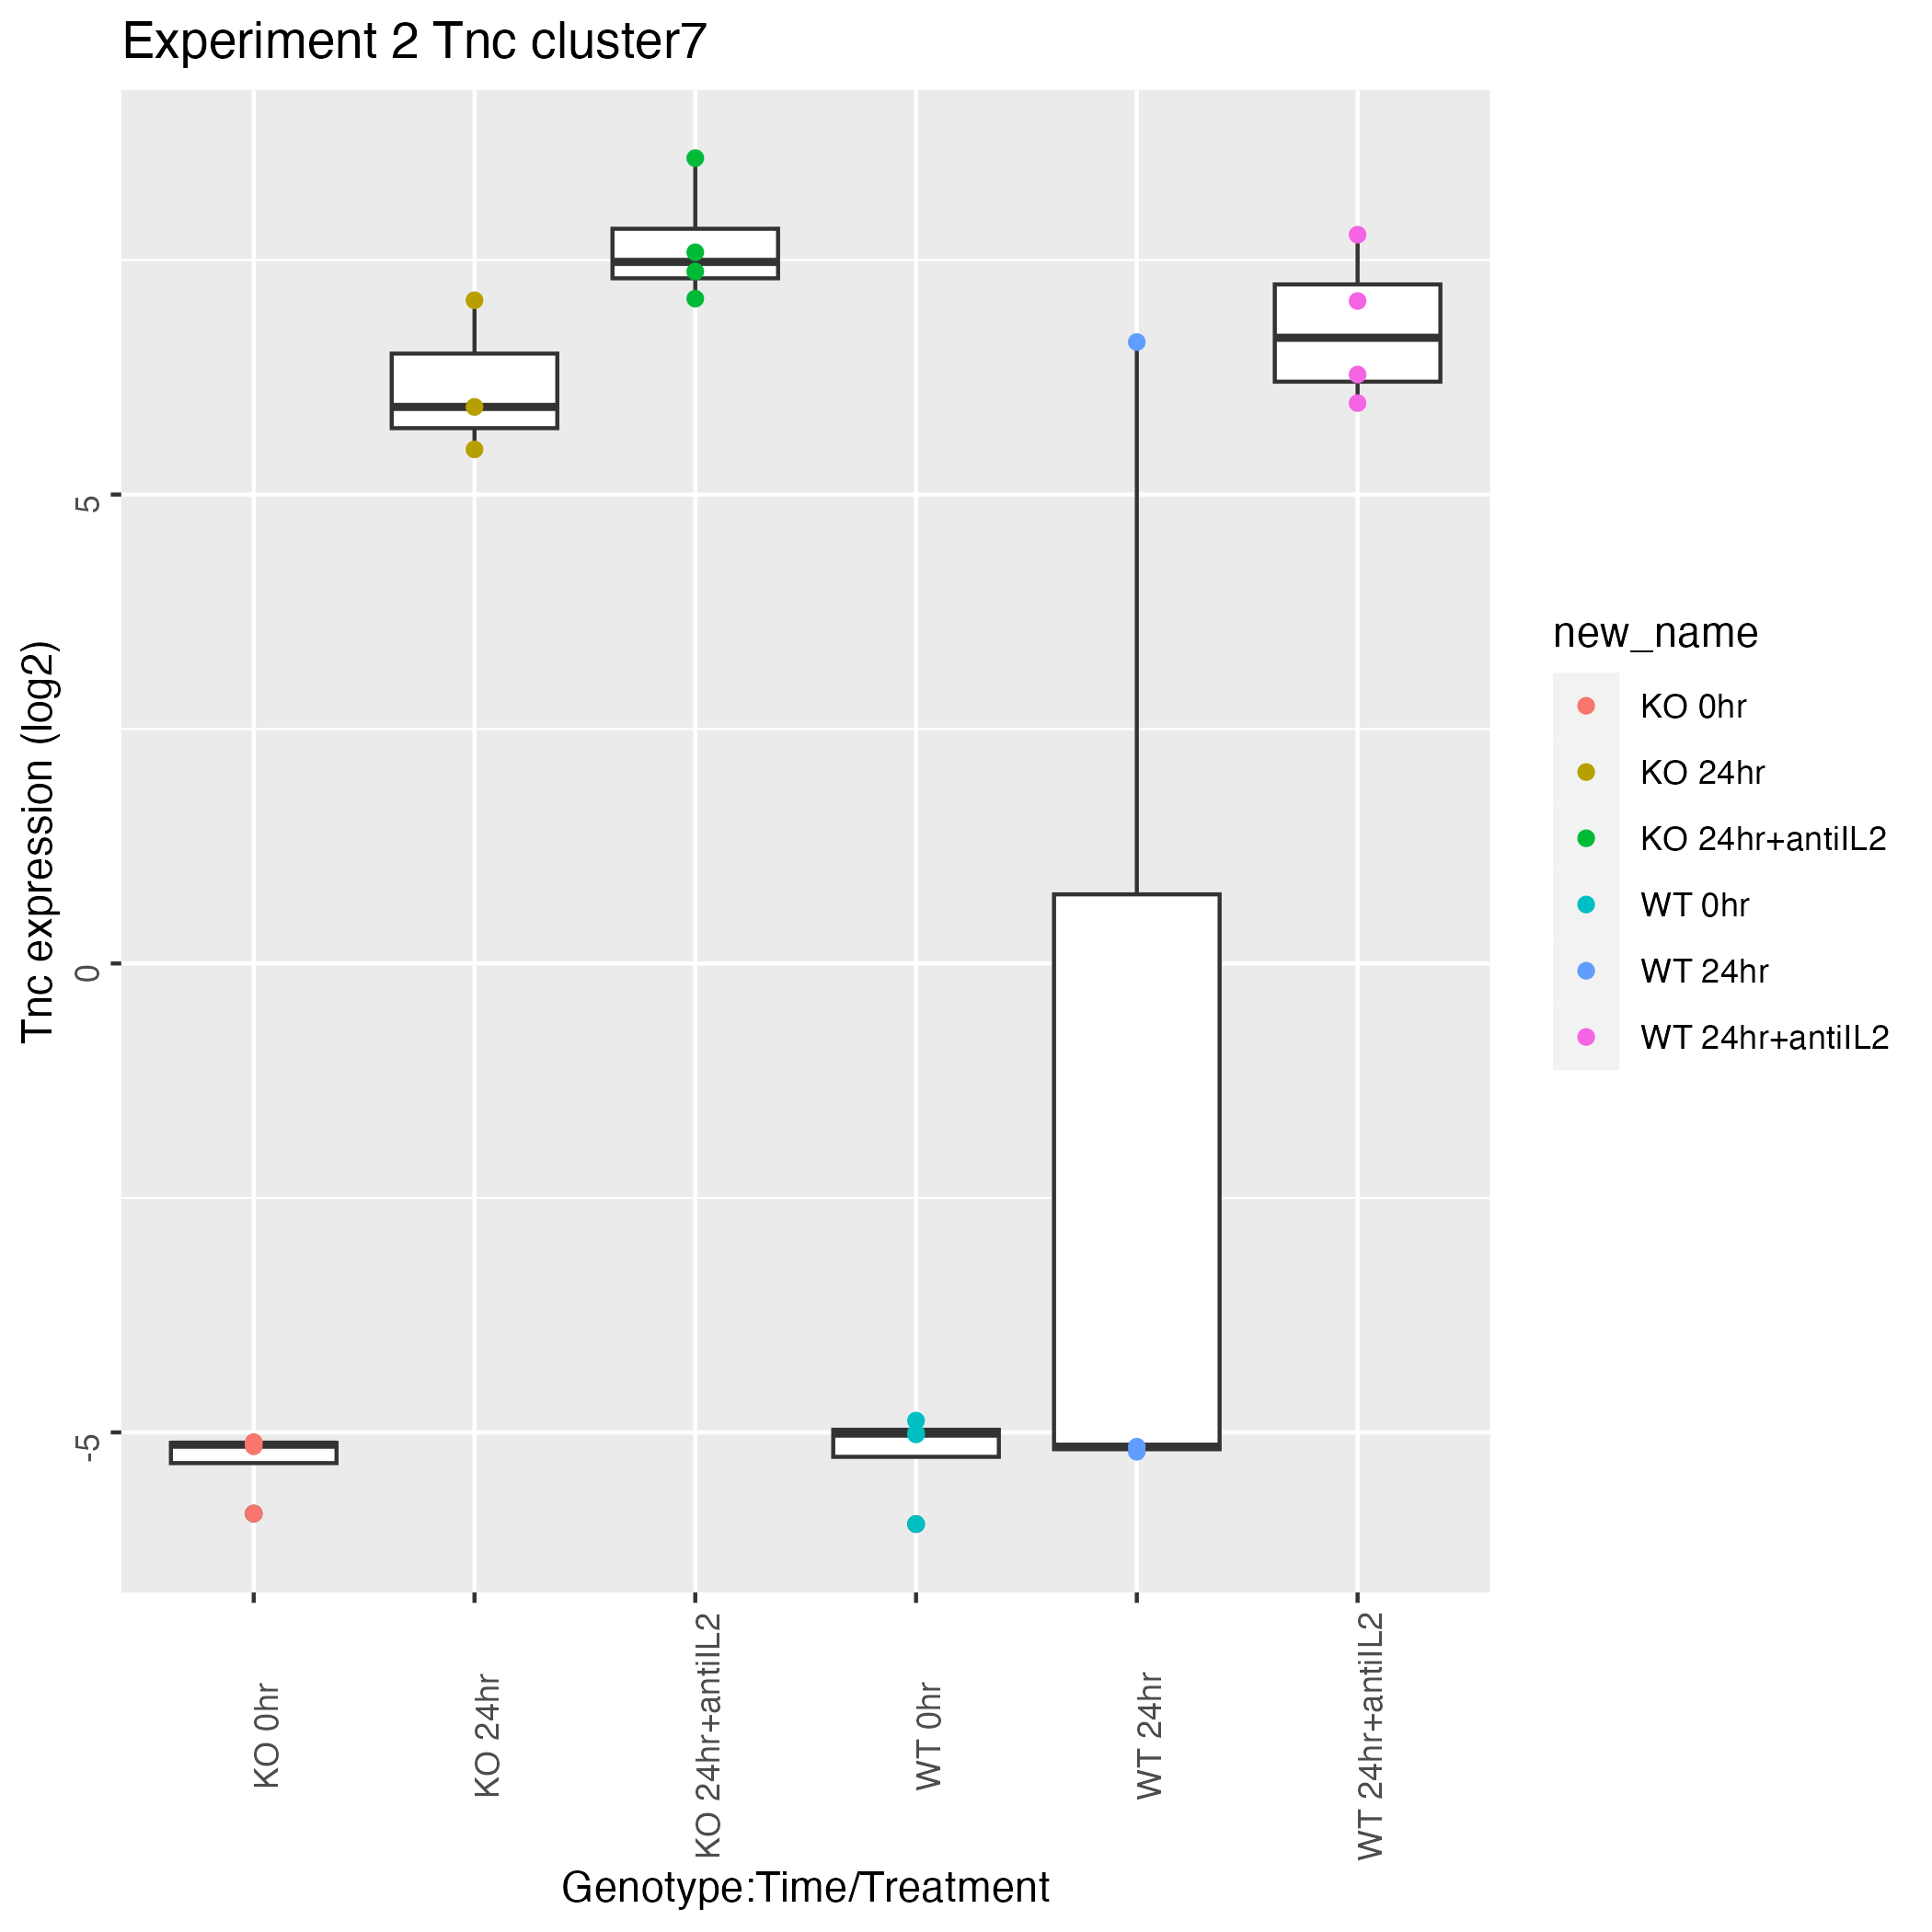 Experiment 2 Tnc cluster7
Tnc expression (log2)
5
0
-5
KO 0hr
KO 24hr
KO 24hr+antiIL2
WT 0hr
WT 24hr
WT 24hr+antiIL2
Genotype:Time/Treatment
new_name
KO 0hr
KO 24hr
KO 24hr+antiIL2
WT 0hr
WT 24hr
WT 24hr+antiIL2